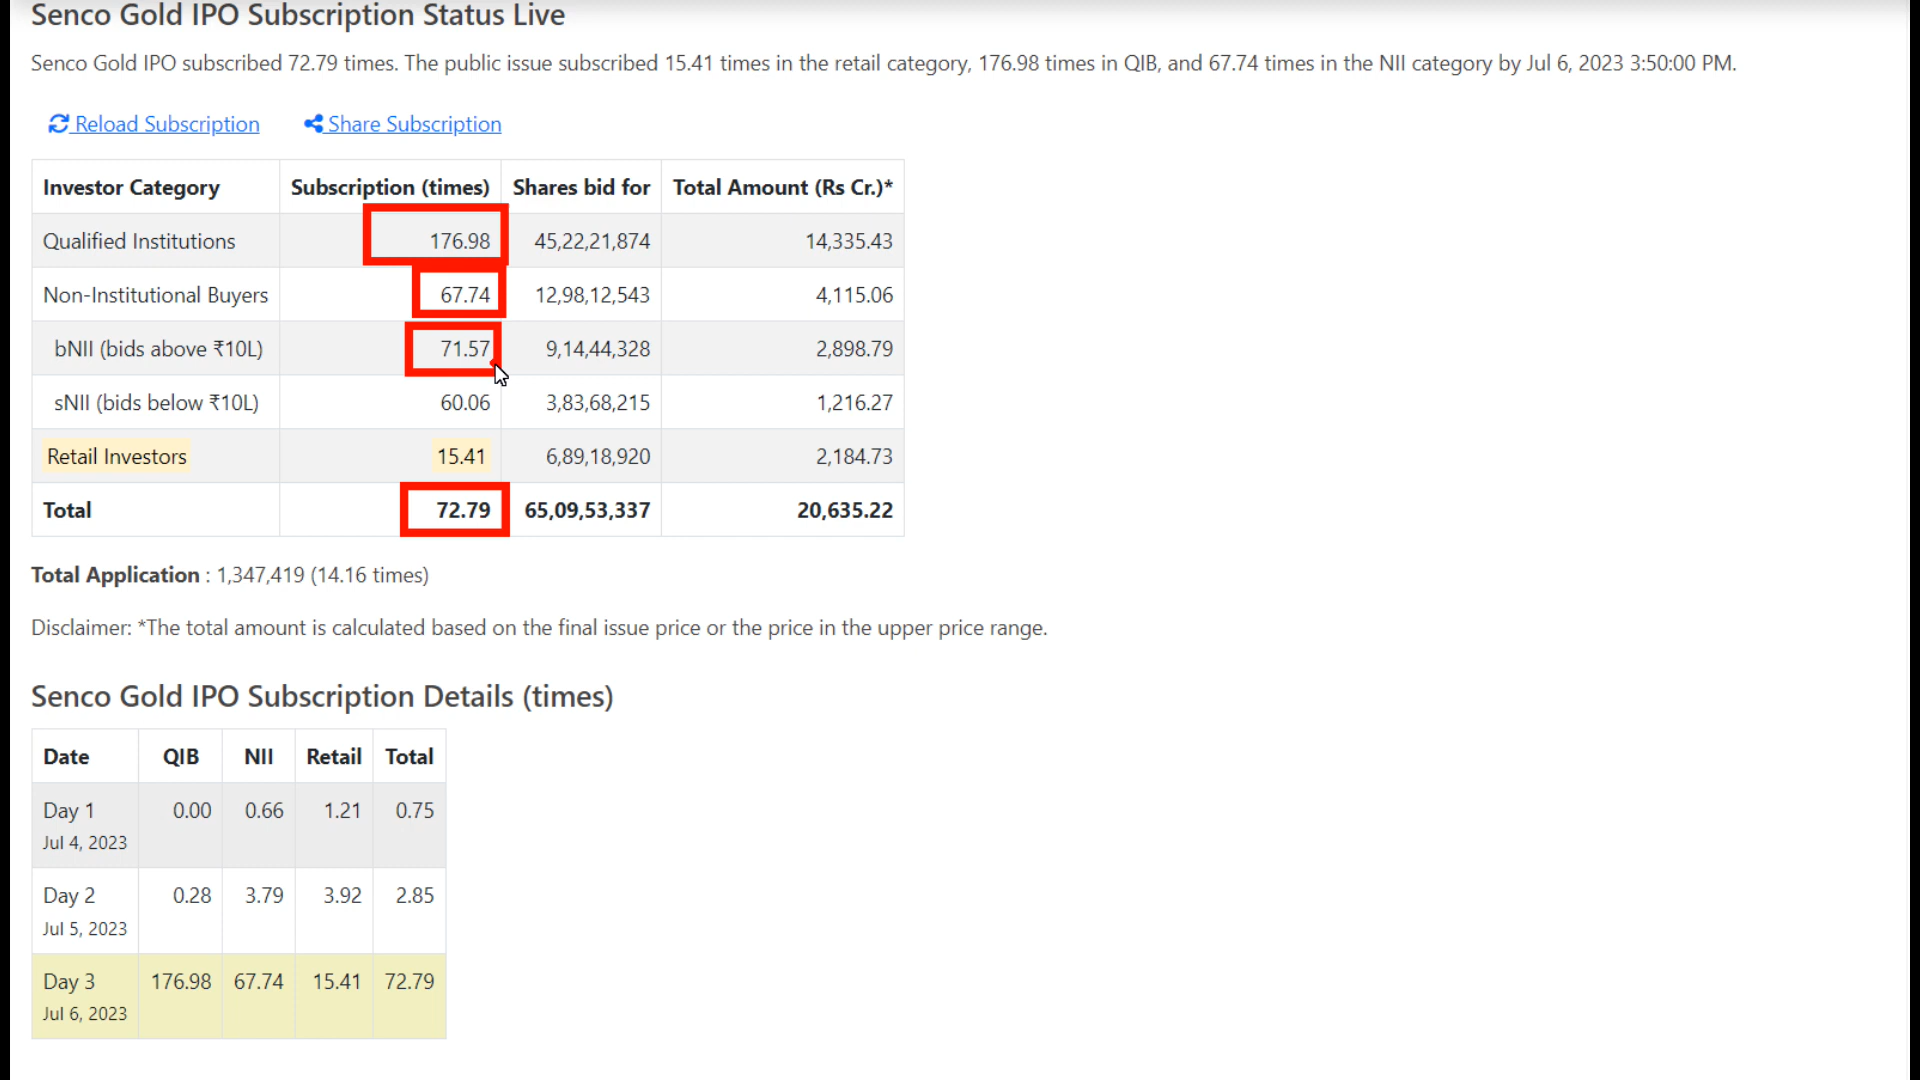 Senco Gold IPO Subscription Status Live
Senco Gold IPO subscribed 72.79 times. The public issue subscribed 15.41 times in the retail category, 176.98 times in QIB, and 67.74 times in the NII category by Jul 6, 2023 3:50:00 PM.
Reload Subscription Share Subscription
Investor Category Subscription (times) Shares bid for Total Amount (Rs Cr.)*
Qualified Institutions 176.98 45,22,21,874 14,335.43
Non-Institutional Buyers 67.74 12,98,12,543 4,115.06
bNII (bids above ₹10L) 71.57 9,14,44,328 2,898.79
sNII (bids below ₹10L) 60.06 3,83,68,215 1,216.27
Retail Investors 15.41 6,89,18,920 2,184.73
Total 72.79 65,09,53,337 20,635.22
Total Application : 1,347,419 (14.16 times)
Disclaimer: *The total amount is calculated based on the final issue price or the price in the upper price range.
Senco Gold IPO Subscription Details (times)
Date QIB NII Retail Total
Day 1 0.00 0.66 1.21 0.75
Jul 4, 2023
Day 2 0.28 3.79 3.92 2.85
Jul 5, 2023
Day 3 176.98 67.74 15.41 72.79
Jul 6, 2023